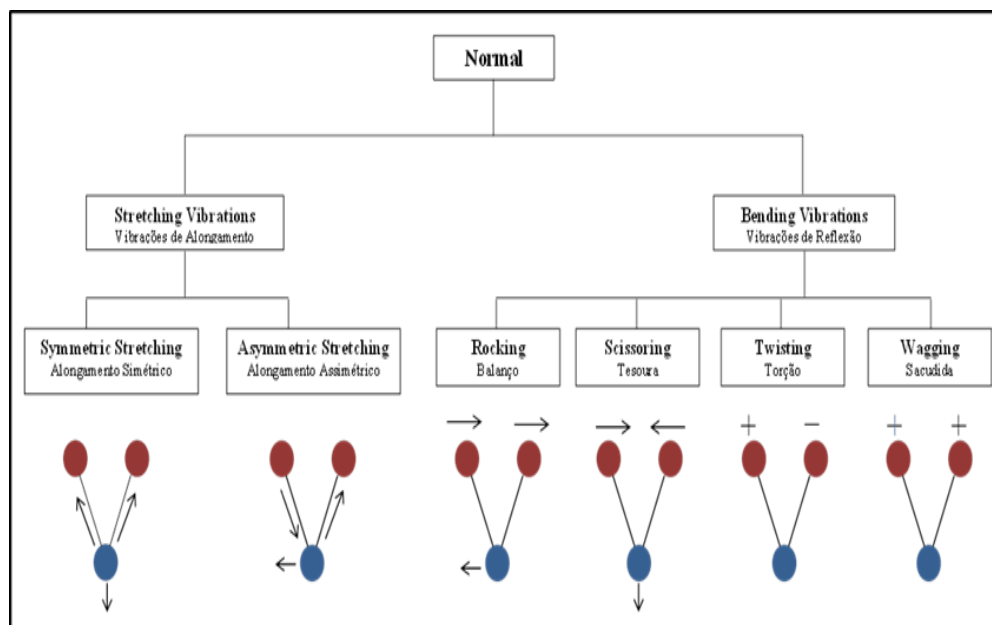 Normal
Stretching Vibrations
Vibrações de Alongamento
Bending Vibrations
Vibrações de Reflexão
Symmetric Stretching
Alongamento Simétrico
Asymmetric Stretching
Alongamento Assimétrico
Rocking
Balanço
Scissoring
Tesoura
Twisting
Torção
Wagging
Sacudida
+ − + +